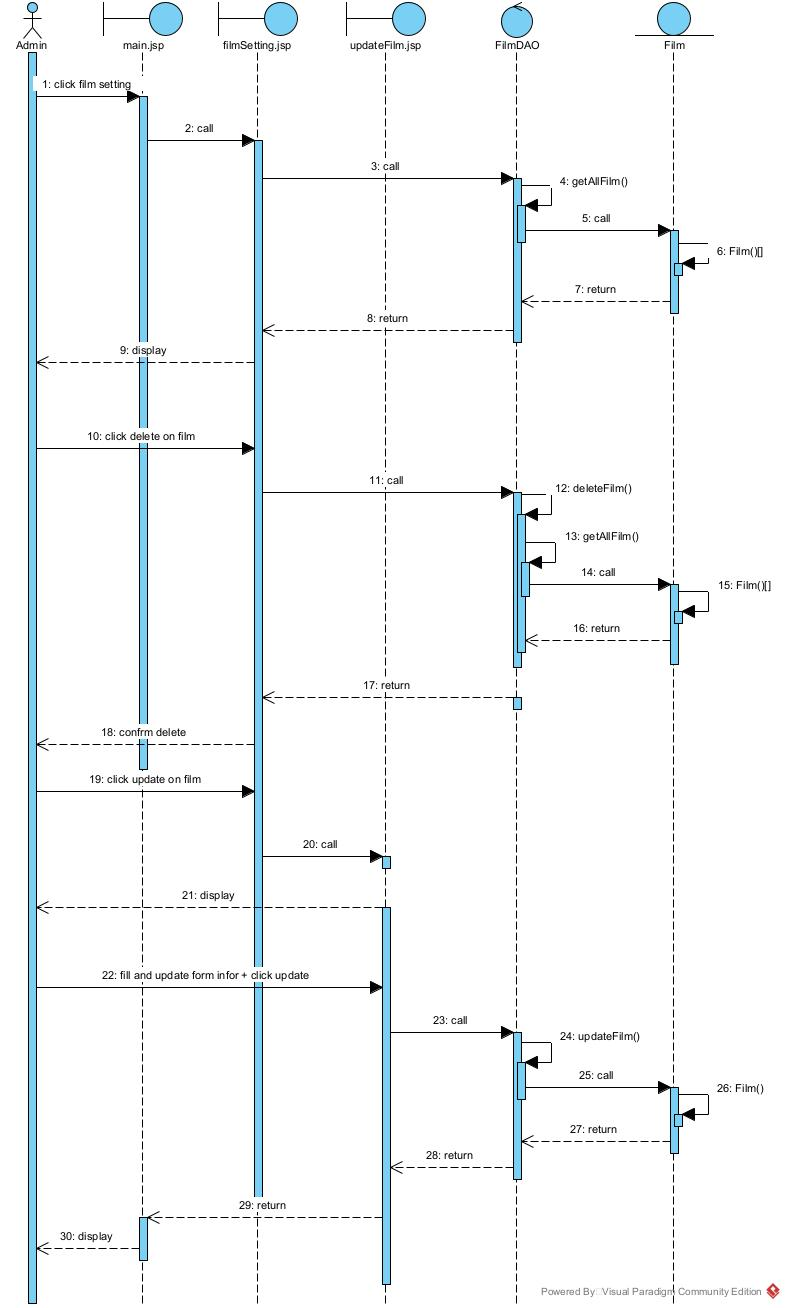 Admin
main.jsp
filmSetting.jsp
updateFilm.jsp
FilmDAO
Film
1: click film setting
2: call
3: call
4: getAllFilm()
5: call
6: Film()[]
7: return
8: return
9: display
10: click delete on film
11: call
12: deleteFilm()
13: getAllFilm()
14: call
15: Film()[]
16: return
17: return
18: confrm delete
19: click update on film
20: call
21: display
22: fill and update form infor + click update
23: call
24: updateFilm()
25: call
26: Film()
27: return
28: return
29: return
30: display
Powered By Visual Paradigm Community Edition